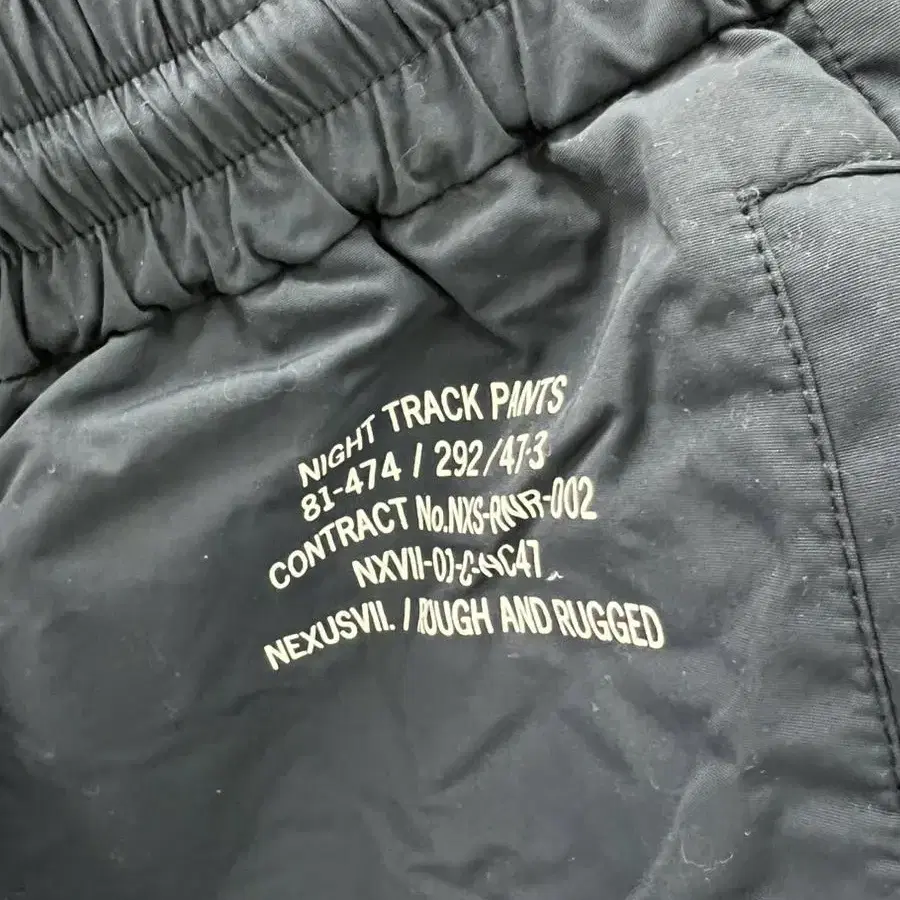 NIGHT TRACK PANTS
81-474 / 292/47-3
CONTRACT No.NXS-RNR-002
NEXUSVII. / ROUGH AND RUGGED